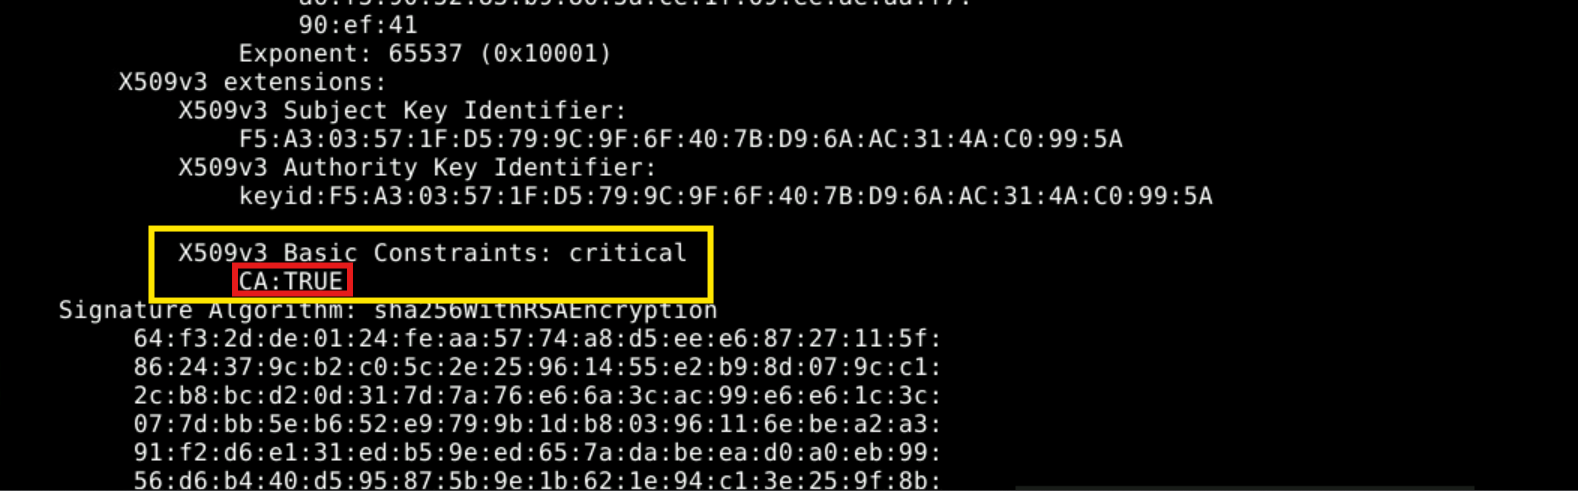 90:ef:41
Exponent: 65537 (0x10001)
X509v3 extensions:
X509v3 Subject Key Identifier:
F5:A3:03:57:1F:D5:79:9C:9F:6F:40:7B:D9:6A:AC:31:4A:C0:99:5A
X509v3 Authority Key Identifier:
keyid:F5:A3:03:57:1F:D5:79:9C:9F:6F:40:7B:D9:6A:AC:31:4A:C0:99:5A
X509v3 Basic Constraints: critical
CA:TRUE
Signature Algorithm: sha256WithRSAEncryption
64:f3:2d:de:01:24:fe:aa:57:74:a8:d5:ee:e6:87:27:11:5f:
86:24:37:9c:b2:c0:5c:2e:25:96:14:55:e2:b9:8d:07:9c:c1:
2c:b8:bc:d2:0d:31:7d:7a:76:e6:6a:3c:ac:99:e6:e6:1c:3c:
07:7d:bb:5e:b6:52:e9:79:9b:1d:b8:03:96:11:6e:be:a2:a3:
91:f2:d6:e1:31:ed:b5:9e:ed:65:7a:da:be:ea:d0:a0:eb:99:
56:d6:b4:40:d5:95:87:5b:9e:1b:62:1e:94:c1:3e:25:9f:8b: